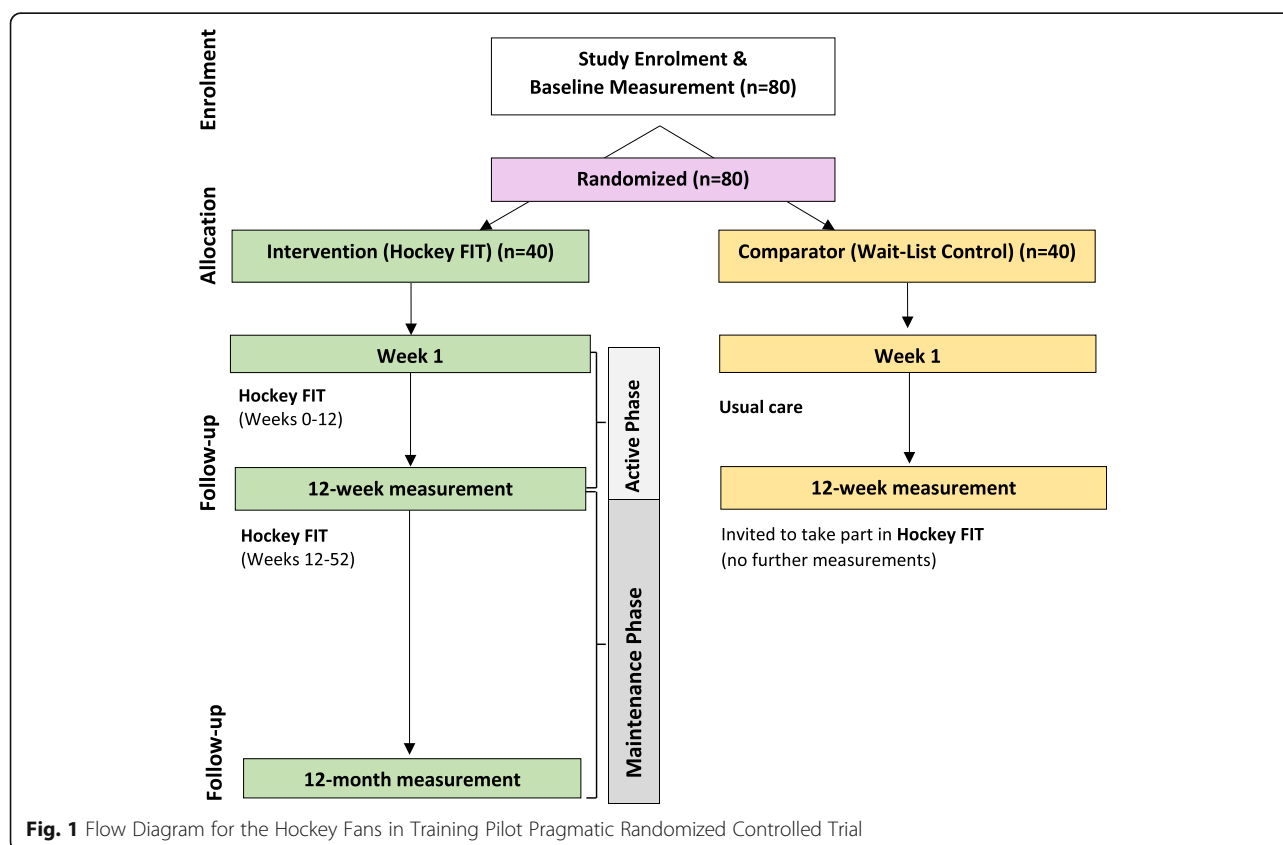 Enrolment
Study Enrolment &
Baseline Measurement (n=80)
Randomized (n=80)
Allocation
Intervention (Hockey FIT) (n=40)
Comparator (Wait-List Control) (n=40)
Week 1
Week 1
Hockey FIT
(Weeks 0-12)
Usual care
Active Phase
Follow-up
12-week measurement
12-week measurement
Hockey FIT
(Weeks 12-52)
Invited to take part in Hockey FIT
(no further measurements)
Maintenance Phase
Follow-up
12-month measurement
Fig. 1 Flow Diagram for the Hockey Fans in Training Pilot Pragmatic Randomized Controlled Trial